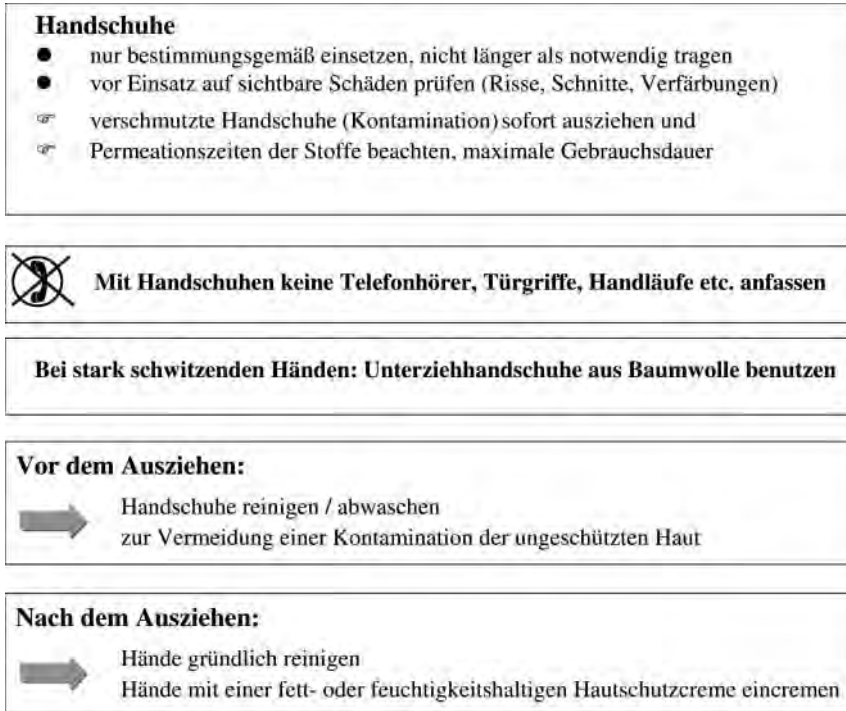 Handschuhe
● nur bestimmungsgemäß einsetzen, nicht länger als notwendig tragen
● vor Einsatz auf sichtbare Schäden prüfen (Risse, Schnitte, Verfärbungen)
☞ verschmutzte Handschuhe (Kontamination) sofort ausziehen und
☞ Permeationszeiten der Stoffe beachten, maximale Gebrauchsdauer
Mit Handschuhen keine Telefonhörer, Türgriffe, Handläufe etc. anfassen
Bei stark schwitzenden Händen: Unterziehhandschuhe aus Baumwolle benutzen
Vor dem Ausziehen:
Handschuhe reinigen / abwaschen
zur Vermeidung einer Kontamination der ungeschützten Haut
Nach dem Ausziehen:
Hände gründlich reinigen
Hände mit einer fett- oder feuchtigkeitshaltigen Hautschutzcreme eincremen